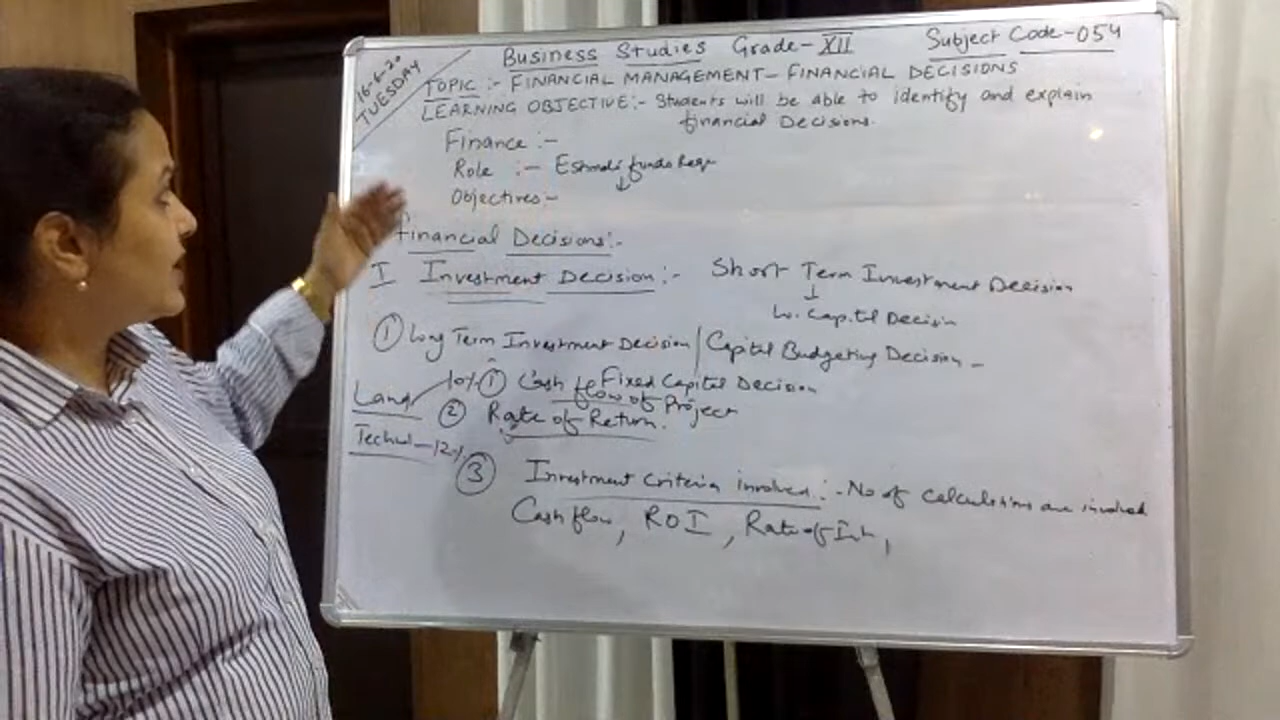 16-6-20
TUESDAY
Business Studies Grade-XII Subject Code-054
TOPIC :- FINANCIAL MANAGEMENT- FINANCIAL DECISIONS
LEARNING OBJECTIVE:- Students will be able to identify and explain
financial Decisions.
Finance :-
Role :- funds
Objectives:-
Financial Decisions:-
I Investment Decision:- Short Term Investment Decision
↓
Decision
① Long Term Investment Decision/Capital Budgeting Decision -
Fixed Capital Decision
Land 10% ① Cash flow of Project
② Rate of Return.
12%
③ Investment Criteria involved:- No of calculations are involved
Cash flow, ROI, Rate of Int,